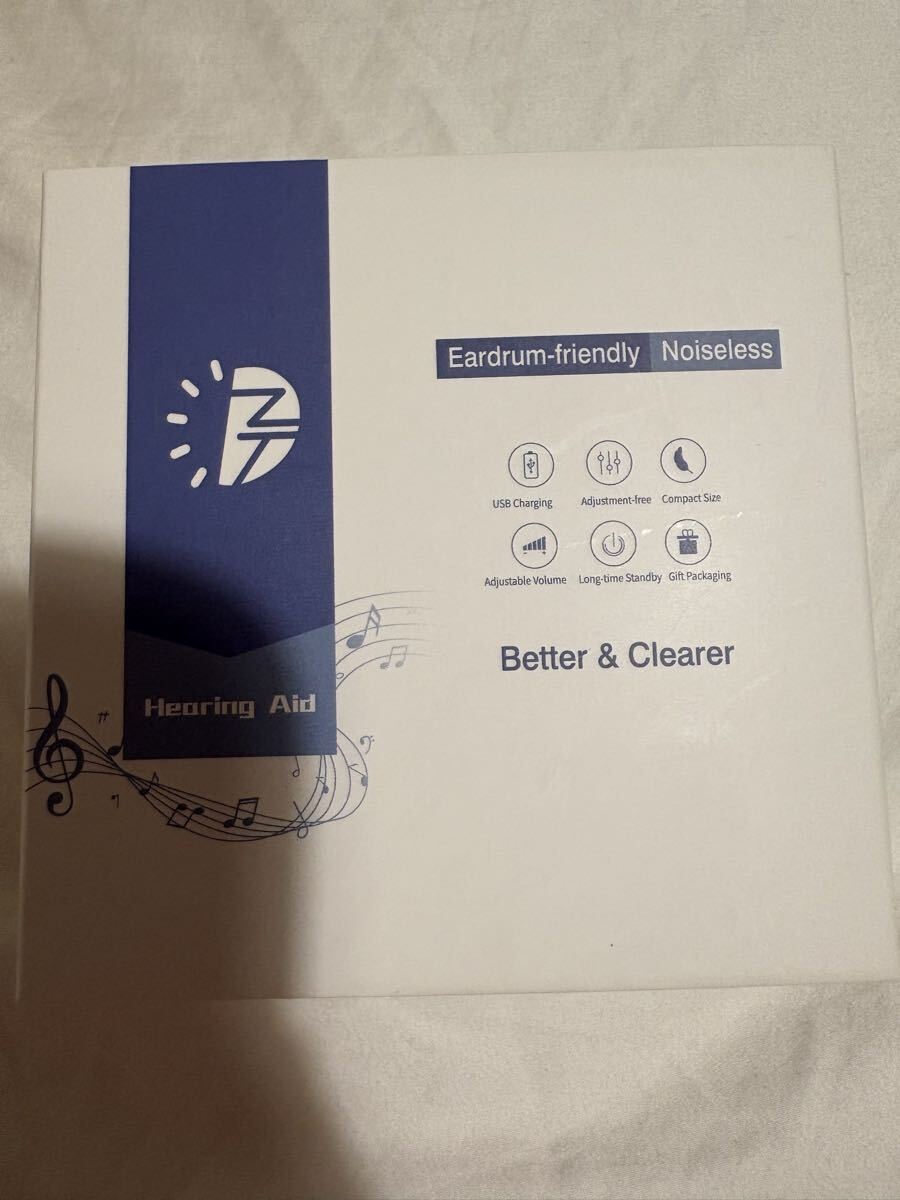 Eardrum-friendly Noiseless
USB Charging Adjustment-free Compact Size
Adjustable Volume Long-time Standby Gift Packaging
Better & Clearer
Hearing Aid